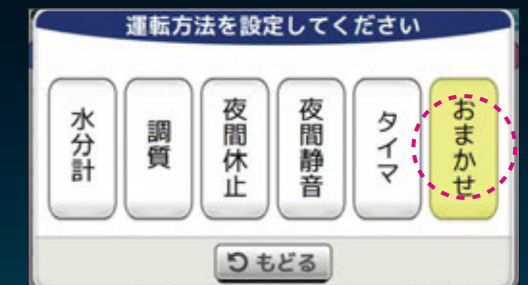 運転方法を設定してください
水分計
調質
夜間休止
夜間静音
タイマ
おまかせ
もどる